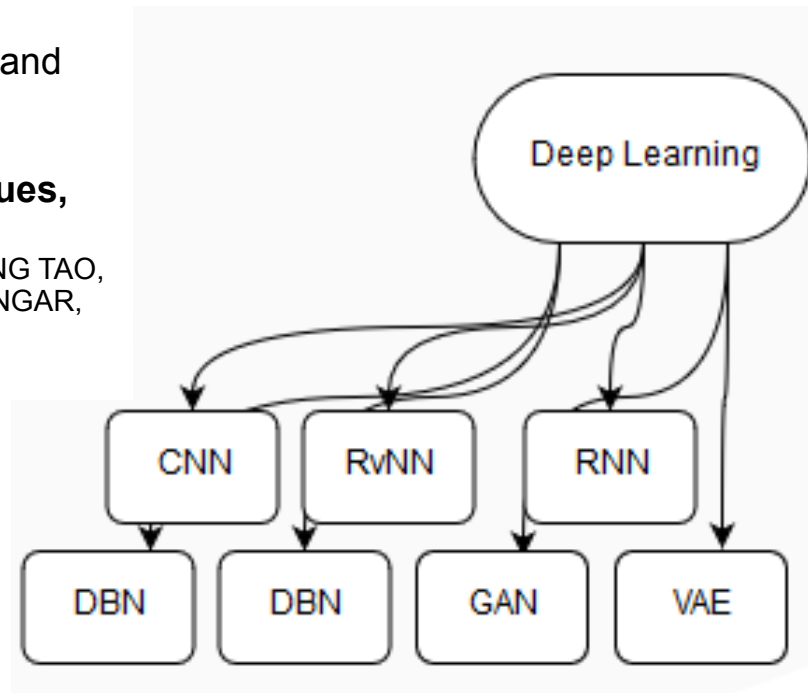 and
ues,
NG TAO,
NGAR,
Deep Learning
CNN RvNN RNN
DBN DBN GAN VAE